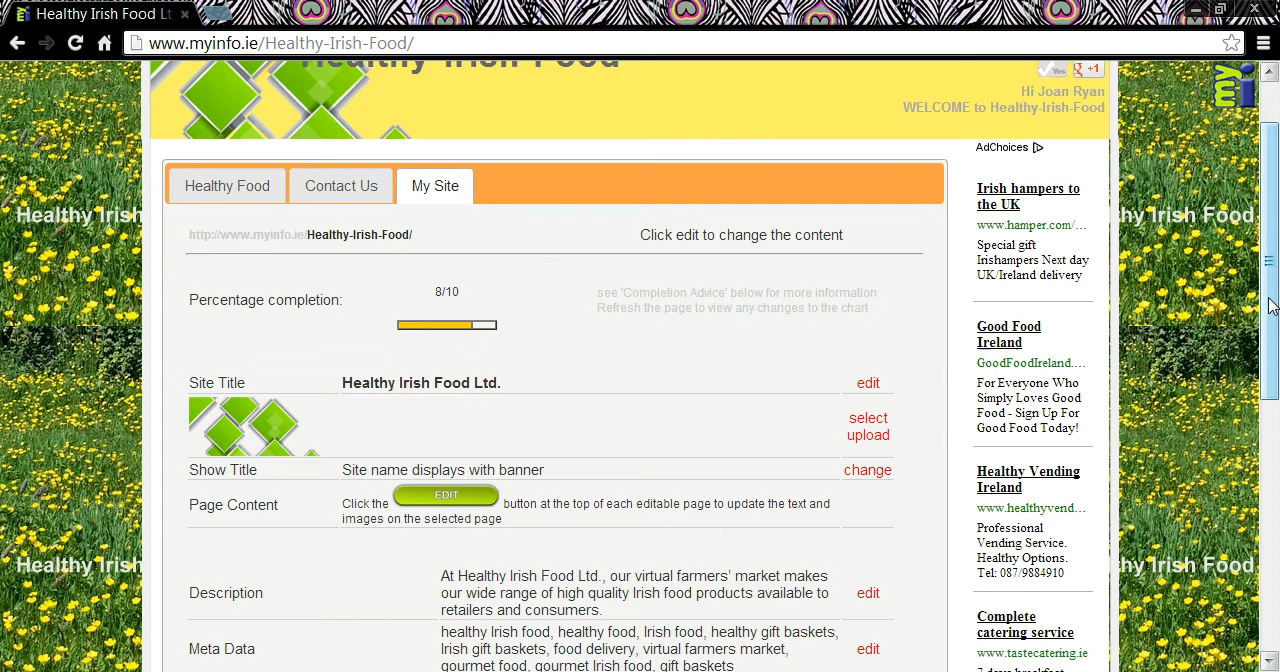 Healthy Irish Food Lt
www.myinfo.ie/Healthy-Irish-Food/
Healthy-Irish-Food
Yes
g +1
my i
Hi Joan Ryan
WELCOME to Healthy-Irish-Food
AdChoices
Healthy Food
Contact Us
My Site
http://www.myinfo.ie/Healthy-Irish-Food/
Click edit to change the content
Percentage completion:
8/10
see 'Completion Advice' below for more information
Refresh the page to view any changes to the chart
Site Title
Healthy Irish Food Ltd.
edit
select
upload
Show Title
Site name displays with banner
change
Page Content
Click the EDIT button at the top of each editable page to update the text and
images on the selected page
Description
At Healthy Irish Food Ltd., our virtual farmers’ market makes
our wide range of high quality Irish food products available to
retailers and consumers.
edit
Meta Data
healthy Irish food, healthy food, Irish food, healthy gift baskets,
Irish gift baskets, food delivery, virtual farmers market,
gourmet food, gourmet Irish food, gift baskets
edit
Irish hampers to
the UK
www.hamper.com/...
Special gift
Irishampers Next day
UK/Ireland delivery
Good Food
Ireland
GoodFoodIreland....
For Everyone Who
Simply Loves Good
Food - Sign Up For
Good Food Today!
Healthy Vending
Ireland
www.healthyvend...
Professional
Vending Service.
Healthy Options.
Tel: 087/9884910
Complete
catering service
www.tastecatering.ie
7 days breakfast
Healthy Irish
hy Irish Food
Healthy Irish
hy Irish Food